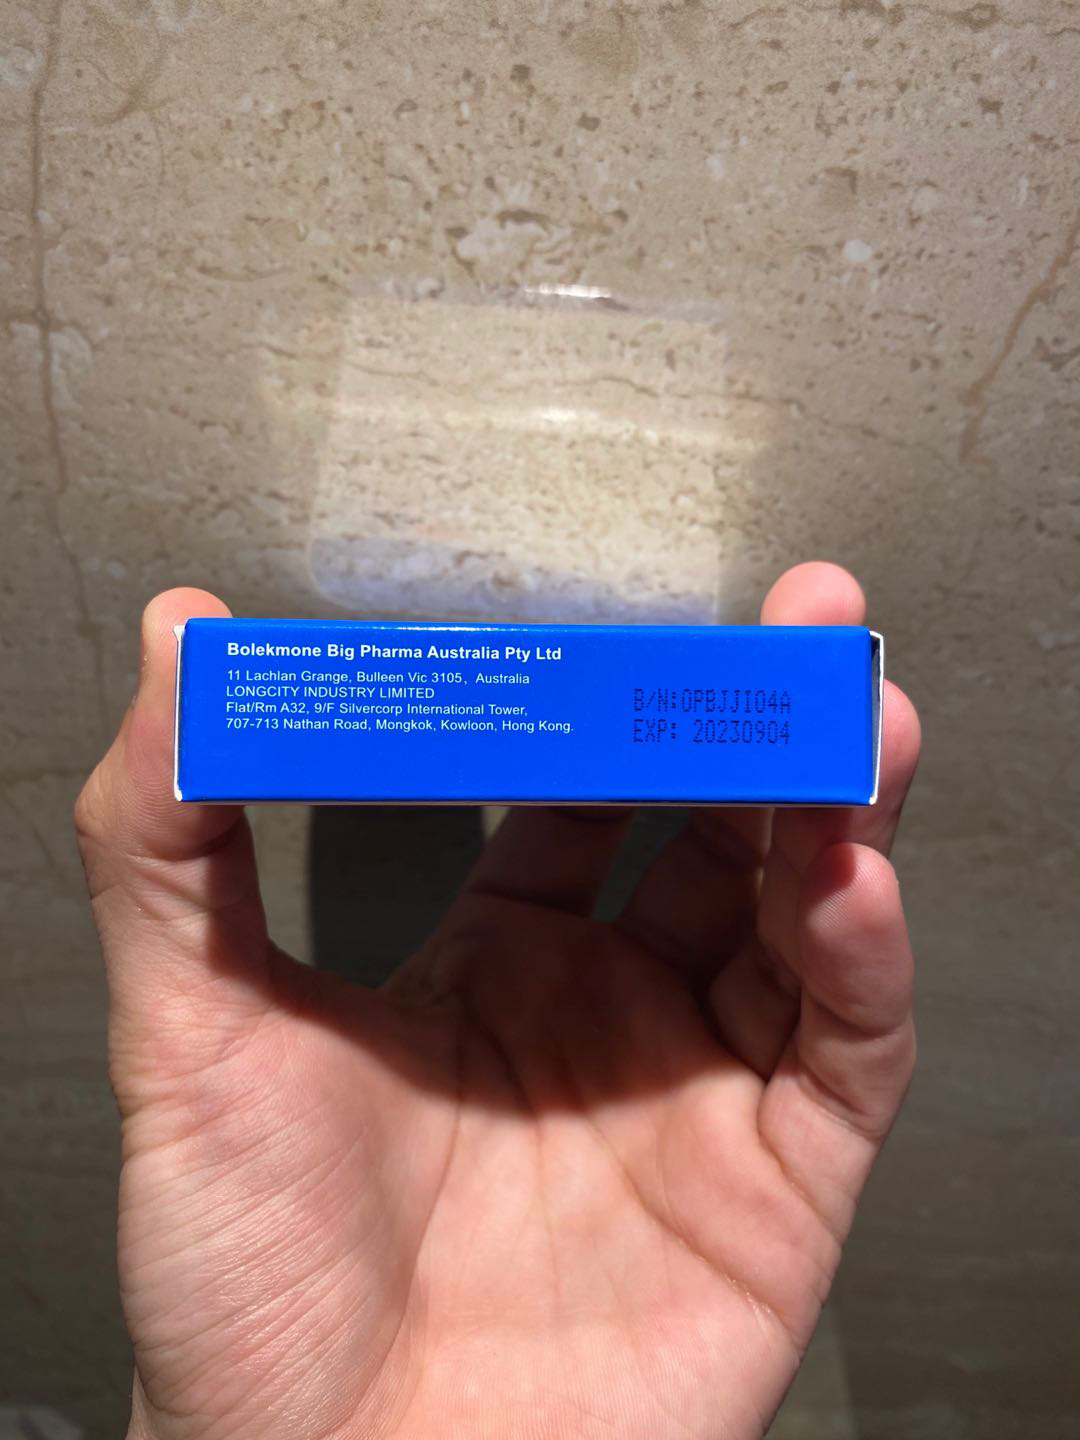 Bolekmone Big Pharma Australia Pty Ltd
11 Lachlan Grange, Bulleen Vic 3105, Australia
LONGCITY INDUSTRY LIMITED
Flat/Rm A32, 9/F Silvercorp International Tower,
707-713 Nathan Road, Mongkok, Kowloon, Hong Kong.
B/N:OPBJJI04A
EXP: 20230904